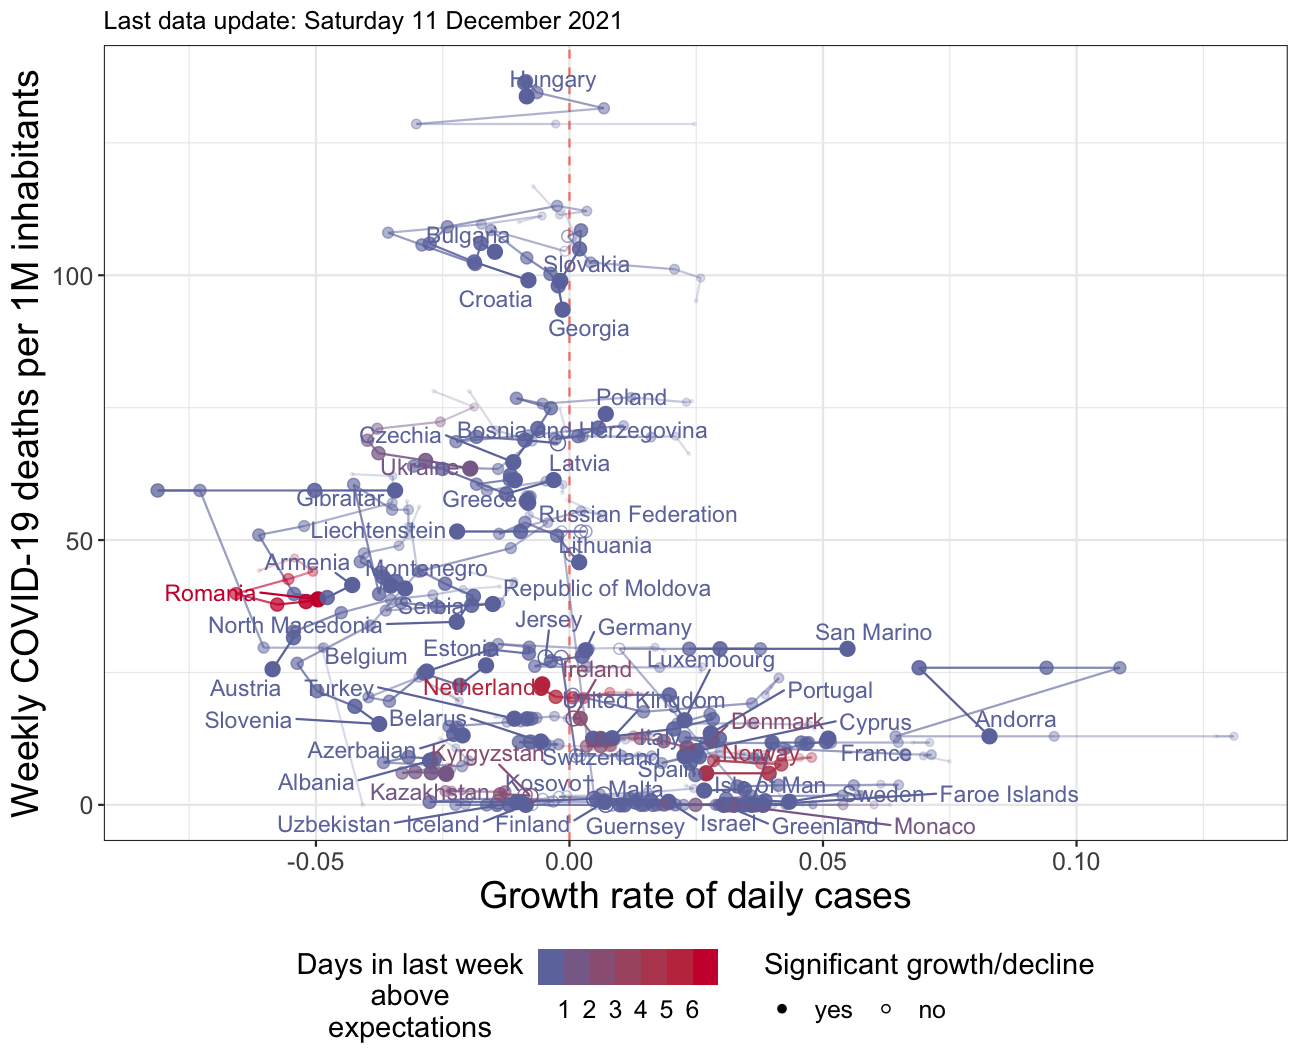 Last data update: Saturday 11 December 2021
Weekly COVID-19 deaths per 1M inhabitants
100
50
0
Hungary
Bulgaria
Slovakia
Croatia
Georgia
Poland
Czechia
Bosnia and Herzegovina
Ukraine
Latvia
Gibraltar
Greece
Russian Federation
Liechtenstein
Lithuania
Armenia
Montenegro
Romania
Republic of Moldova
Serbia
North Macedonia
Jersey
Germany
San Marino
Estonia
Belgium
Luxembourg
Ireland
Austria
Turkey
Netherlands
United Kingdom
Portugal
Slovenia
Belarus
Italy
Denmark
Cyprus
Andorra
Azerbaijan
Kyrgyzstan
Switzerland
Norway
France
Albania
Kosovo†
Spain
Kazakhstan
Malta
Isle of Man
Sweden
Faroe Islands
Uzbekistan
Iceland
Finland
Guernsey
Israel
Greenland
Monaco
-0.05
0.00
0.05
0.10
Growth rate of daily cases
Days in last week
above
expectations
1 2 3 4 5 6
Significant growth/decline
yes
no